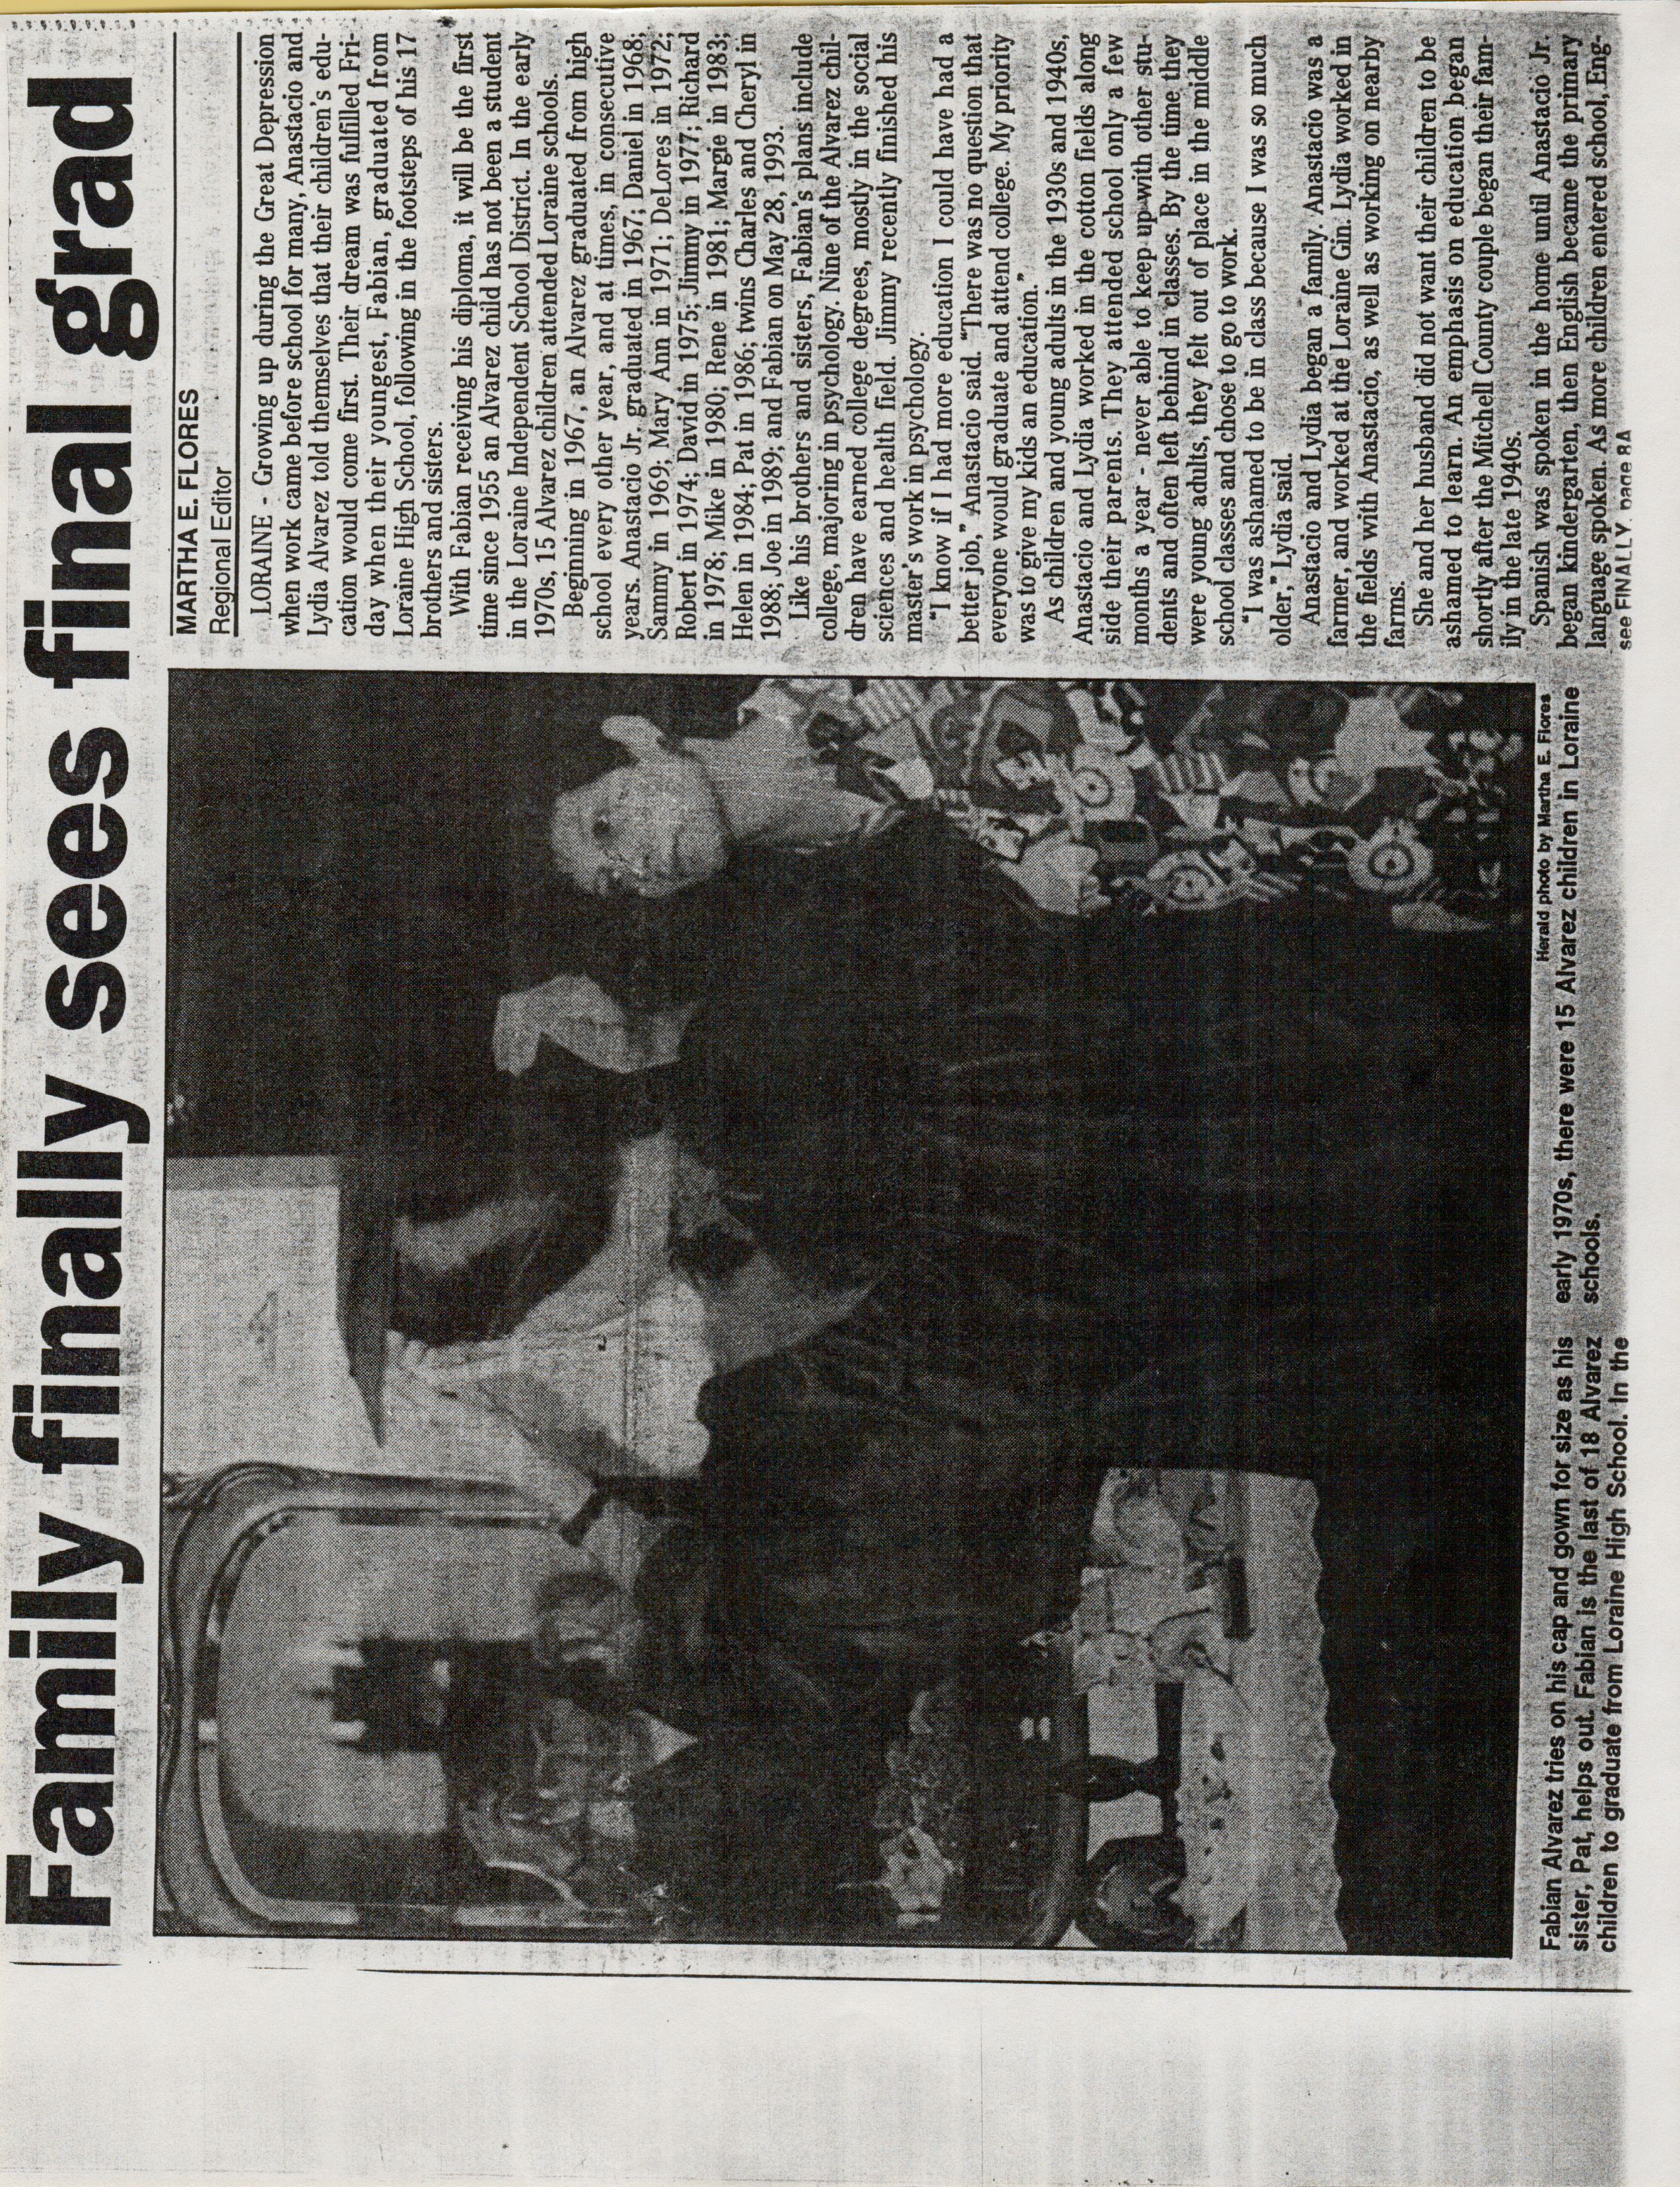 Family finally sees final grad
MARTHA E. FLORES
Regional Editor
LORAINE - Growing up during the Great Depression
when work came before school for many, Anastacio and
Lydia Alvarez told themselves that their children's edu-
cation would come first. Their dream was fulfilled Fri-
day when their youngest, Fabian, graduated from
Loraine High School, following in the footsteps of his 17
brothers and sisters.
With Fabian receiving his diploma, it will be the first
time since 1955 an Alvarez child has not been a student
in the Loraine Independent School District. In the early
1970s, 15 Alvarez children attended Loraine schools.
Beginning in 1967, an Alvarez graduated from high
school every other year, and at times, in consecutive
years. Anastacio Jr. graduated in 1967; Daniel in 1968;
Sammy in 1969; Mary Ann in 1971; DeLores in 1972;
Robert in 1974; David in 1975; Jimmy in 1977; Richard
in 1978; Mike in 1980; Rene in 1981; Margie in 1983;
Helen in 1984; Pat in 1986; twins Charles and Cheryl in
1988; Joe in 1989; and Fabian on May 28, 1993.
Like his brothers and sisters, Fabian's plans include
college, majoring in psychology. Nine of the Alvarez chil-
dren have earned college degrees, mostly in the social
sciences and health field. Jimmy recently finished his
master's work in psychology.
"I know if I had more education I could have had a
better job," Anastacio said. "There was no question that
everyone would graduate and attend college. My priority
was to give my kids an education."
As children and young adults in the 1930s and 1940s,
Anastacio and Lydia worked in the cotton fields along
side their parents. They attended school only a few
months a year - never able to keep up with other stu-
dents and often left behind in classes. By the time they
were young adults, they felt out of place in the middle
school classes and chose to go to work.
"I was ashamed to be in class because I was so much
older," Lydia said.
Anastacio and Lydia began a family. Anastacio was a
farmer, and worked at the Loraine Gin. Lydia worked in
the fields with Anastacio, as well as working on nearby
farms.
She and her husband did not want their children to be
ashamed to learn. An emphasis on education began
shortly after the Mitchell County couple began their fam-
ily in the late 1940s.
Spanish was spoken in the home until Anastacio Jr.
began kindergarten, then English became the primary
language spoken. As more children entered school, Eng-
see FINALLY, page 8A
Herald photo by Martha E. Flores
Fabian Alvarez tries on his cap and gown for size as his
sister, Pat, helps out. Fabian is the last of 18 Alvarez
children to graduate from Loraine High School. In the
early 1970s, there were 15 Alvarez children in Loraine
schools.